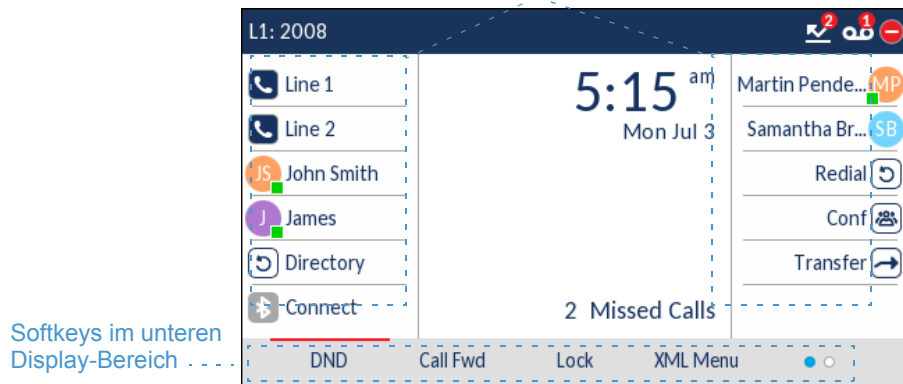 L1: 2008
2
1
Line 1
Line 2
JS John Smith
J James
Directory
Connect
5:15 am
Mon Jul 3
2 Missed Calls
Martin Pende... MP
Samantha Br... SB
Redial
Conf
Transfer
Softkeys im unteren
Display-Bereich
DND Call Fwd Lock XML Menu